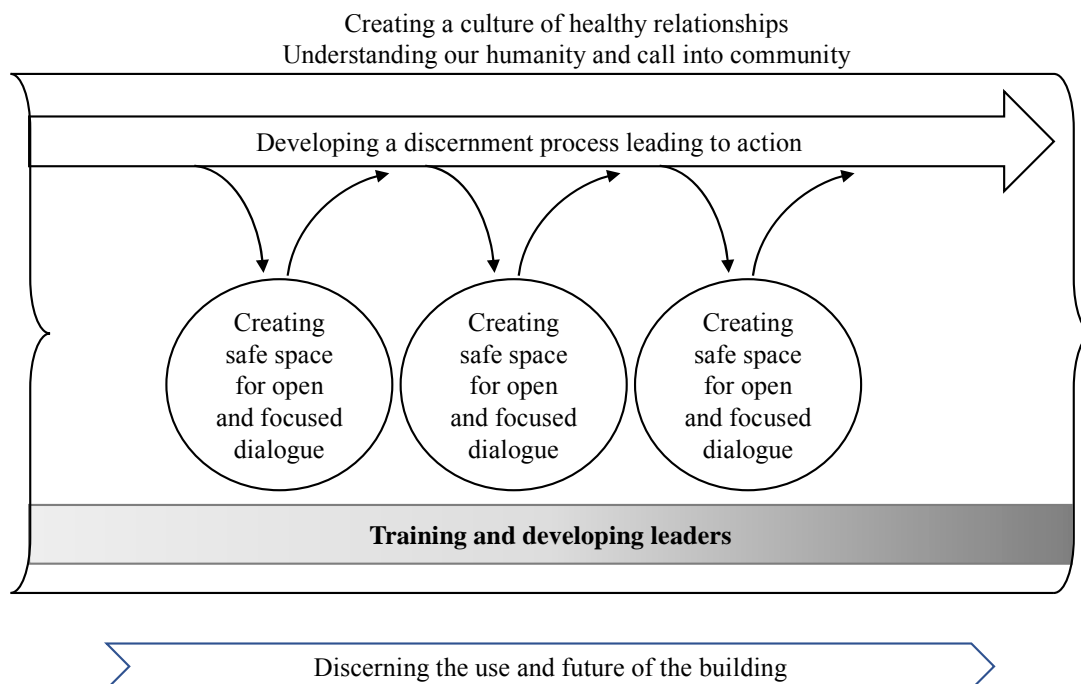 Creating a culture of healthy relationships
Understanding our humanity and call into community
Developing a discernment process leading to action
Creating
safe space
for open
and focused
dialogue
Creating
safe space
for open
and focused
dialogue
Creating
safe space
for open
and focused
dialogue
Training and developing leaders
Discerning the use and future of the building